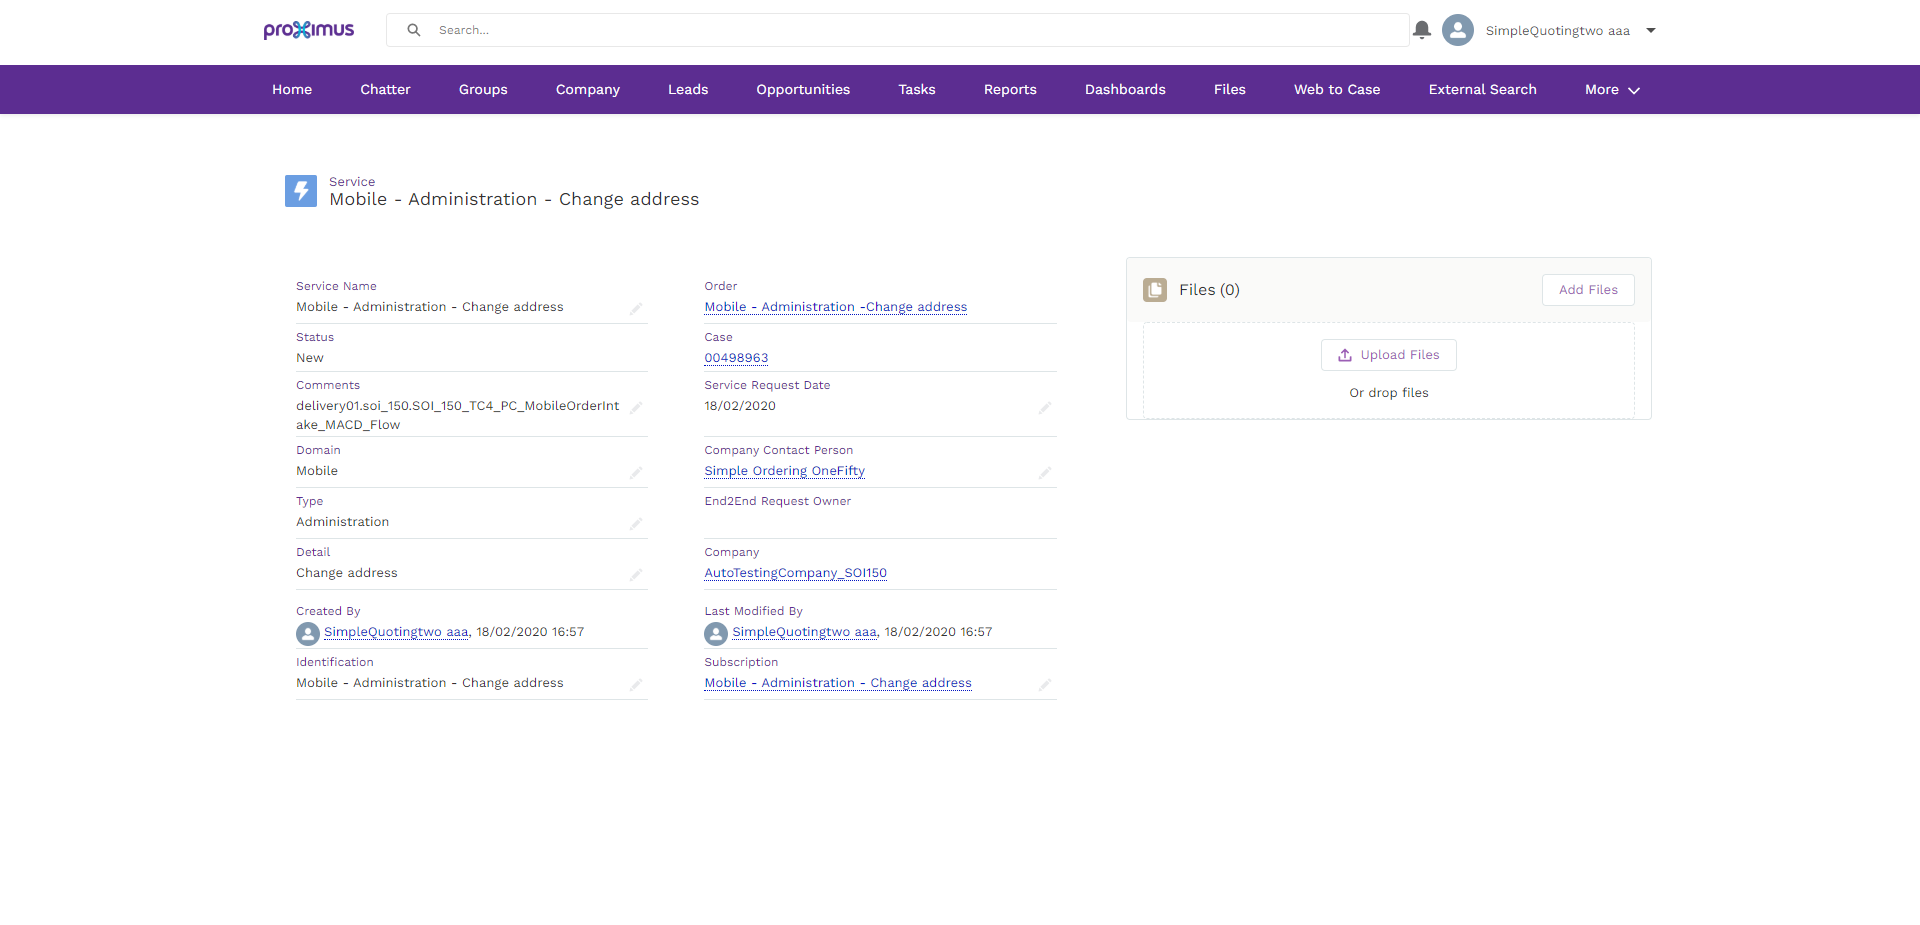 proximus
Search...
SimpleQuotingtwo aaa
Home Chatter Groups Company Leads Opportunities Tasks Reports Dashboards Files Web to Case External Search More
Service
Mobile - Administration - Change address
Service Name
Mobile - Administration - Change address
Order
Mobile - Administration -Change address
Status
New
Case
00498963
Comments
delivery01.soi_150.SOI_150_TC4_PC_MobileOrderInt
ake_MACD_Flow
Service Request Date
18/02/2020
Domain
Mobile
Company Contact Person
Simple Ordering OneFifty
Type
Administration
End2End Request Owner
Detail
Change address
Company
AutoTestingCompany_SOI150
Created By
SimpleQuotingtwo aaa, 18/02/2020 16:57
Last Modified By
SimpleQuotingtwo aaa, 18/02/2020 16:57
Identification
Mobile - Administration - Change address
Subscription
Mobile - Administration - Change address
Files (0)
Add Files
Upload Files
Or drop files